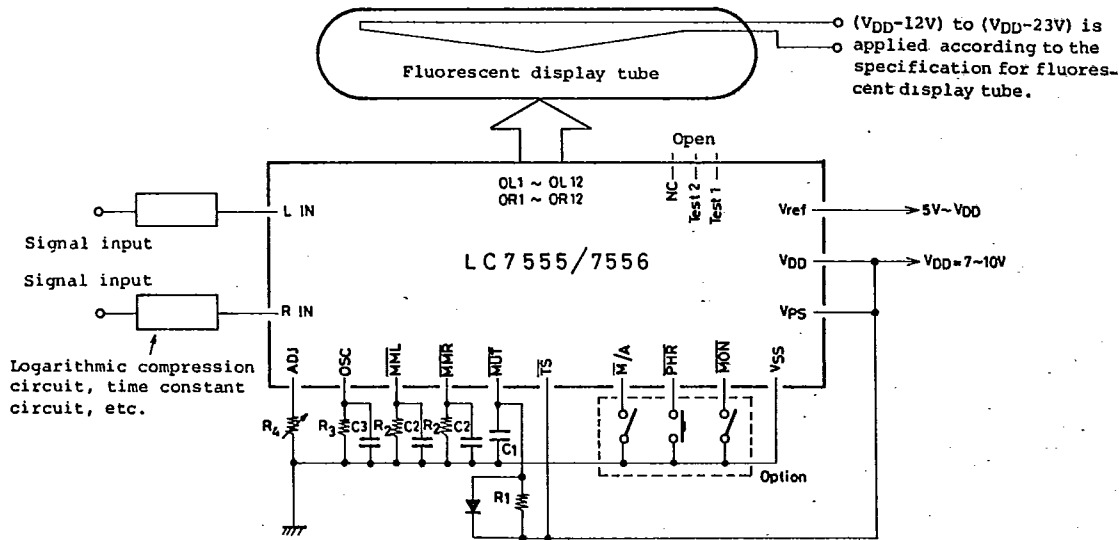 (VDD-12V) to (VDD-23V) is
applied according to the
specification for fluores-
cent display tube.
Fluorescent display tube
Open
OL1 ~ OL12
OR1 ~ OR12
NC
Test 2
Test 1
L IN
Vref
5V~VDD
Signal input
LC7555/7556
VDD
VDD=7~10V
Signal input
R IN
VPS
Logarithmic compression
circuit, time constant
circuit, etc.
ADJ
OSC
MML
MMR
MUT
TS
M/A
PHR
MON
VSS
R4
R3
C3
R2
C2
R2
C2
C1
Option
R1